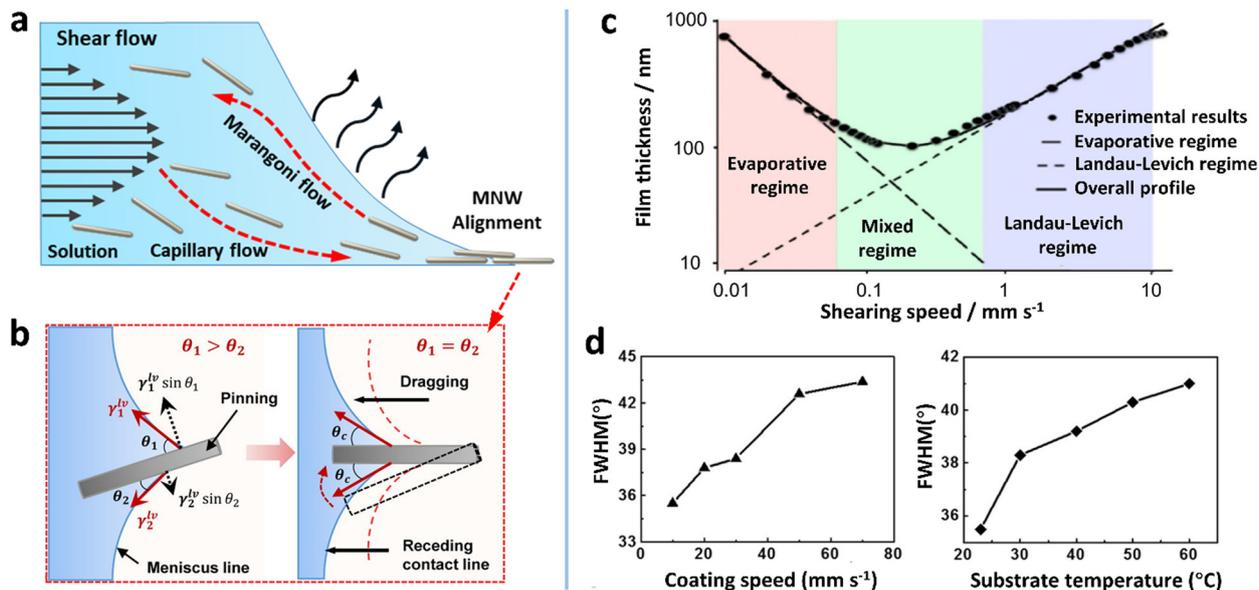 a
Shear flow
Marangoni flow
MNW
Alignment
Solution
Capillary flow
b
θ₁ > θ₂
γ₁ˡᵛ sin θ₁
γ₁ˡᵛ
Pinning
θ₁
θ₂
γ₂ˡᵛ sin θ₂
γ₂ˡᵛ
Meniscus line
θ₁ = θ₂
Dragging
θc
θc
Receding
contact line
c
Film thickness / nm
1000
100
10
Evaporative
regime
Mixed
regime
Landau-Levich
regime
Experimental results
Evaporative regime
Landau-Levich regime
Overall profile
0.01
0.1
1
10
Shearing speed / mm s⁻¹
d
FWHM(°)
45
42
39
36
33
0
20
40
60
80
Coating speed (mm s⁻¹)
FWHM(°)
42
40
38
36
20
30
40
50
60
Substrate temperature (°C)